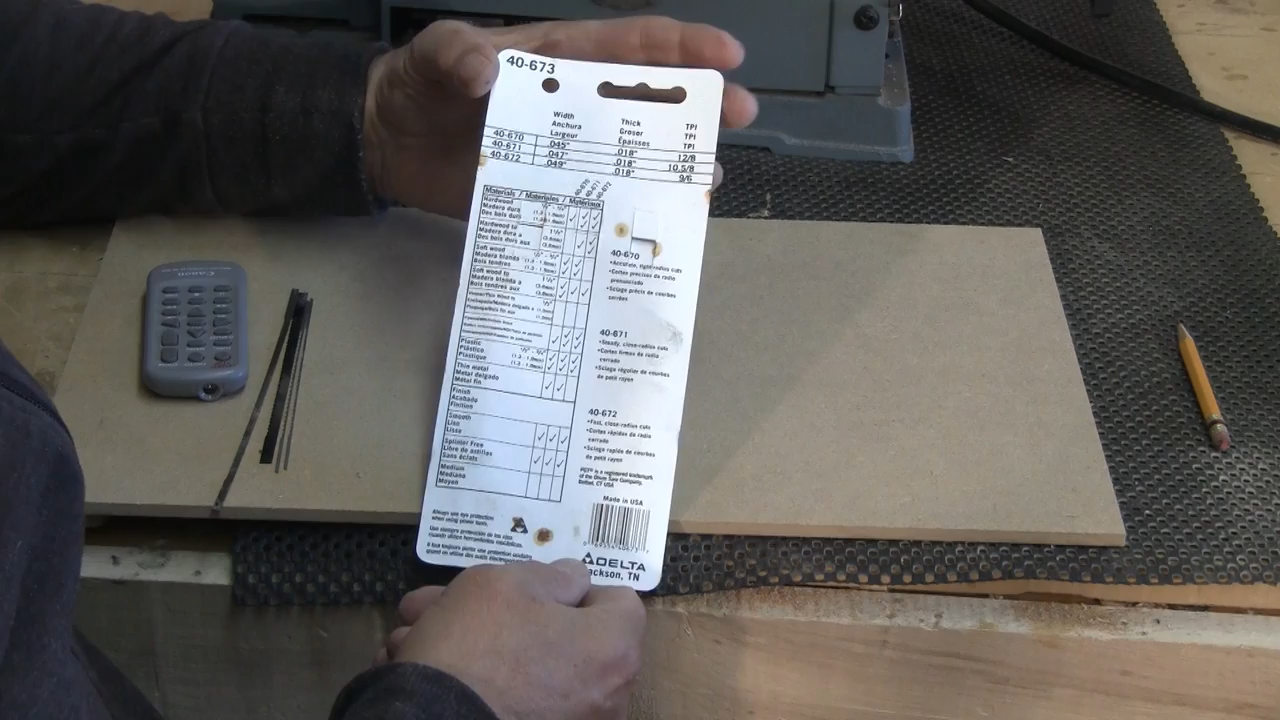 40-673
Width Thick TPI
Anchura Groser TPI
Largeur Épaisses TPI
40-670 .045" .018" 12/8
40-671 .047" .018" 10.5/8
40-672 .049" .018" 9/6
40-670 40-671 40-672
Materials / Materiales / Matériaux
Hardwood
Madera dura
Des bois durs
Hardwood to
Madera dura a
Des bois durs aux
Soft wood
Madera blanda
Bois tendres
Soft wood to
Madera blanda a
Bois tendres aux
Plastic
Plástico
Plastique
Thin metal
Metal delgado
Métal fin
Finish
Acabado
Finition
Smooth
Liso
Lisse
Splinter Free
Libre de astillas
Sans éclats
Medium
Mediano
Moyen
40-670
•Accurate, tight-radius cuts
•Cortes precisos de radio
pronunciado
•Sciage précis de courbes
serrées
40-671
•Steady, close-radius cuts
•Cortes firmes de radio
cerrado
•Sciage régulier de courbes
de petit rayon
40-672
•Fast, close-radius cuts
•Cortes rápidos de radio
cerrado
•Sciage rapide de courbes
de petit rayon
Made in USA
Always use eye protection
when using power tools.
DELTA
Jackson, TN
Canon